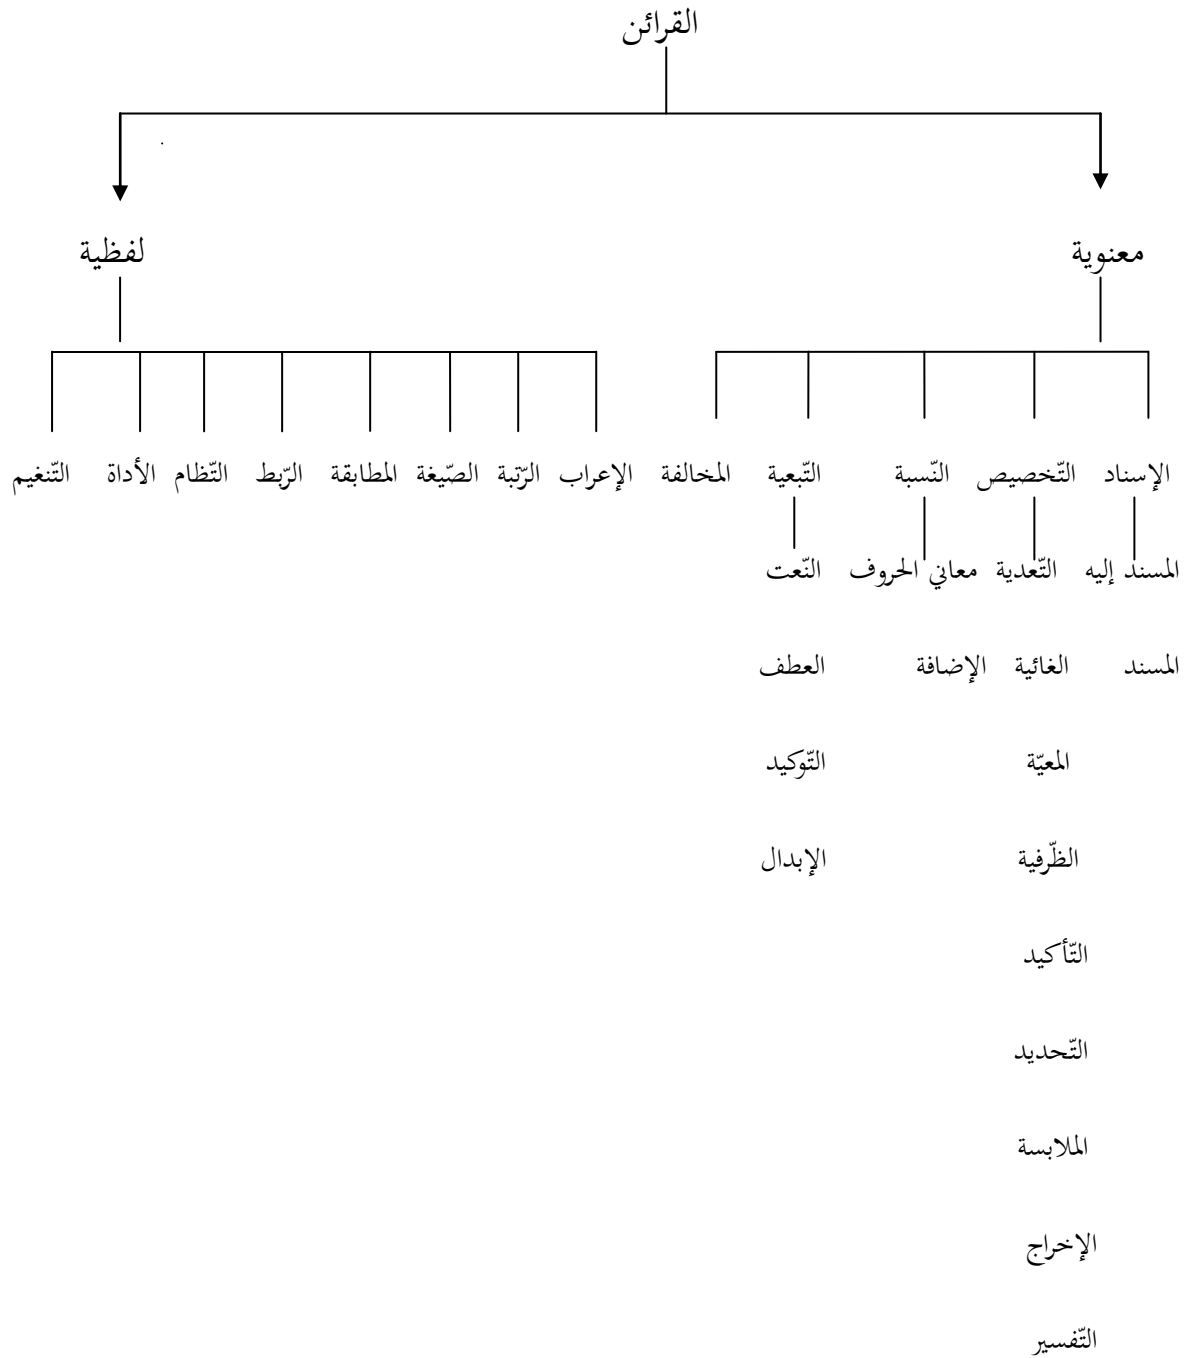 القرائن
معنوية لفظية
الإسناد التّخصيص النّسبة التّبعية المخالفة الإعراب الرّتبة الصّيغة المطابقة الرّبط التّظام الأداة التّنغيم
المسند إليه التّعدية معاني الحروف النّعت
المسند الغائية الإضافة العطف
المعيّة التّوكيد
الظّرفية الإبدال
التّأكيد
التّحديد
الملابسة
الإخراج
التّفسير